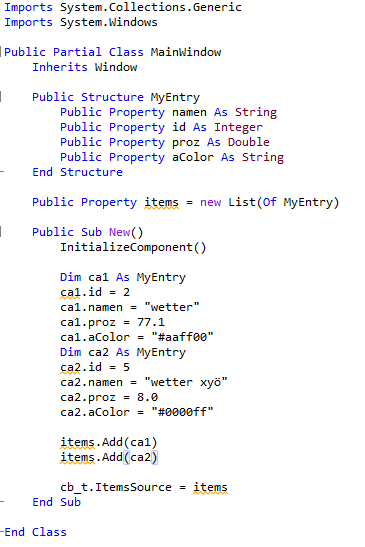 Imports System.Collections.Generic
Imports System.Windows
Public Partial Class MainWindow
Inherits Window
Public Structure MyEntry
Public Property namen As String
Public Property id As Integer
Public Property proz As Double
Public Property aColor As String
End Structure
Public Property items = new List(Of MyEntry)
Public Sub New()
InitializeComponent()
Dim ca1 As MyEntry
ca1.id = 2
ca1.namen = "wetter"
ca1.proz = 77.1
ca1.aColor = "#aaff00"
Dim ca2 As MyEntry
ca2.id = 5
ca2.namen = "wetter xyö"
ca2.proz = 8.0
ca2.aColor = "#0000ff"
items.Add(ca1)
items.Add(ca2)
cb_t.ItemsSource = items
End Sub
End Class